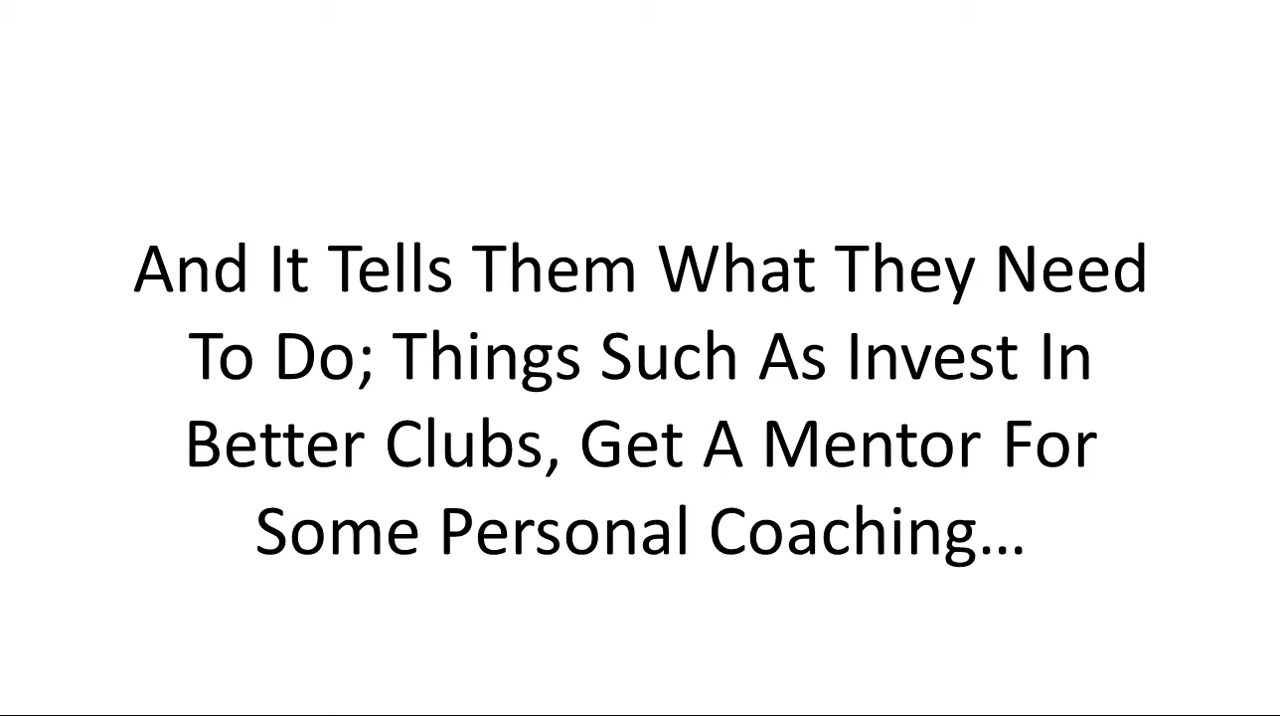 And It Tells Them What They Need
To Do; Things Such As Invest In
Better Clubs, Get A Mentor For
Some Personal Coaching…